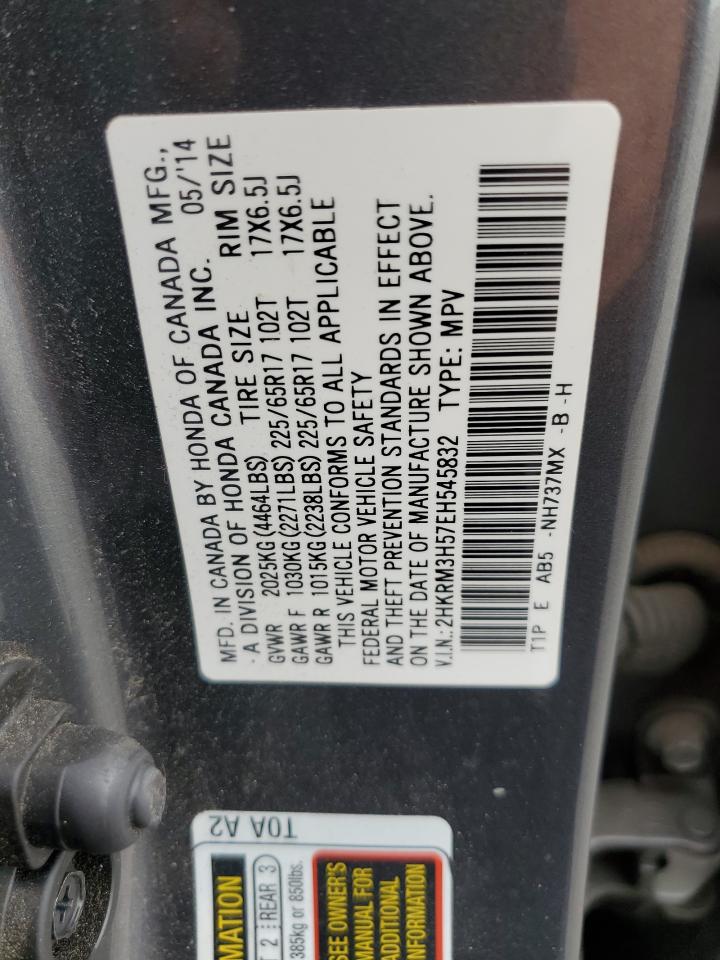 MFD. IN CANADA BY HONDA OF CANADA MFG.,
A DIVISION OF HONDA CANADA INC. 05/'14
GVWR 2025KG(4464LBS) TIRE SIZE RIM SIZE
GAWR F 1030KG(2271LBS) 225/65R17 102T 17X6.5J
GAWR R 1015KG(2238LBS) 225/65R17 102T 17X6.5J
THIS VEHICLE CONFORMS TO ALL APPLICABLE
FEDERAL MOTOR VEHICLE SAFETY
AND THEFT PREVENTION STANDARDS IN EFFECT
ON THE DATE OF MANUFACTURE SHOWN ABOVE.
V.I.N.: 2HKRM3H57EH545832 TYPE: MPV
T1P E AB5 -NH737MX -B -H
T0A A2
MATION
T 2 REAR 3
385kg or 850lbs.
SEE OWNER'S
MANUAL FOR
ADDITIONAL
INFORMATION